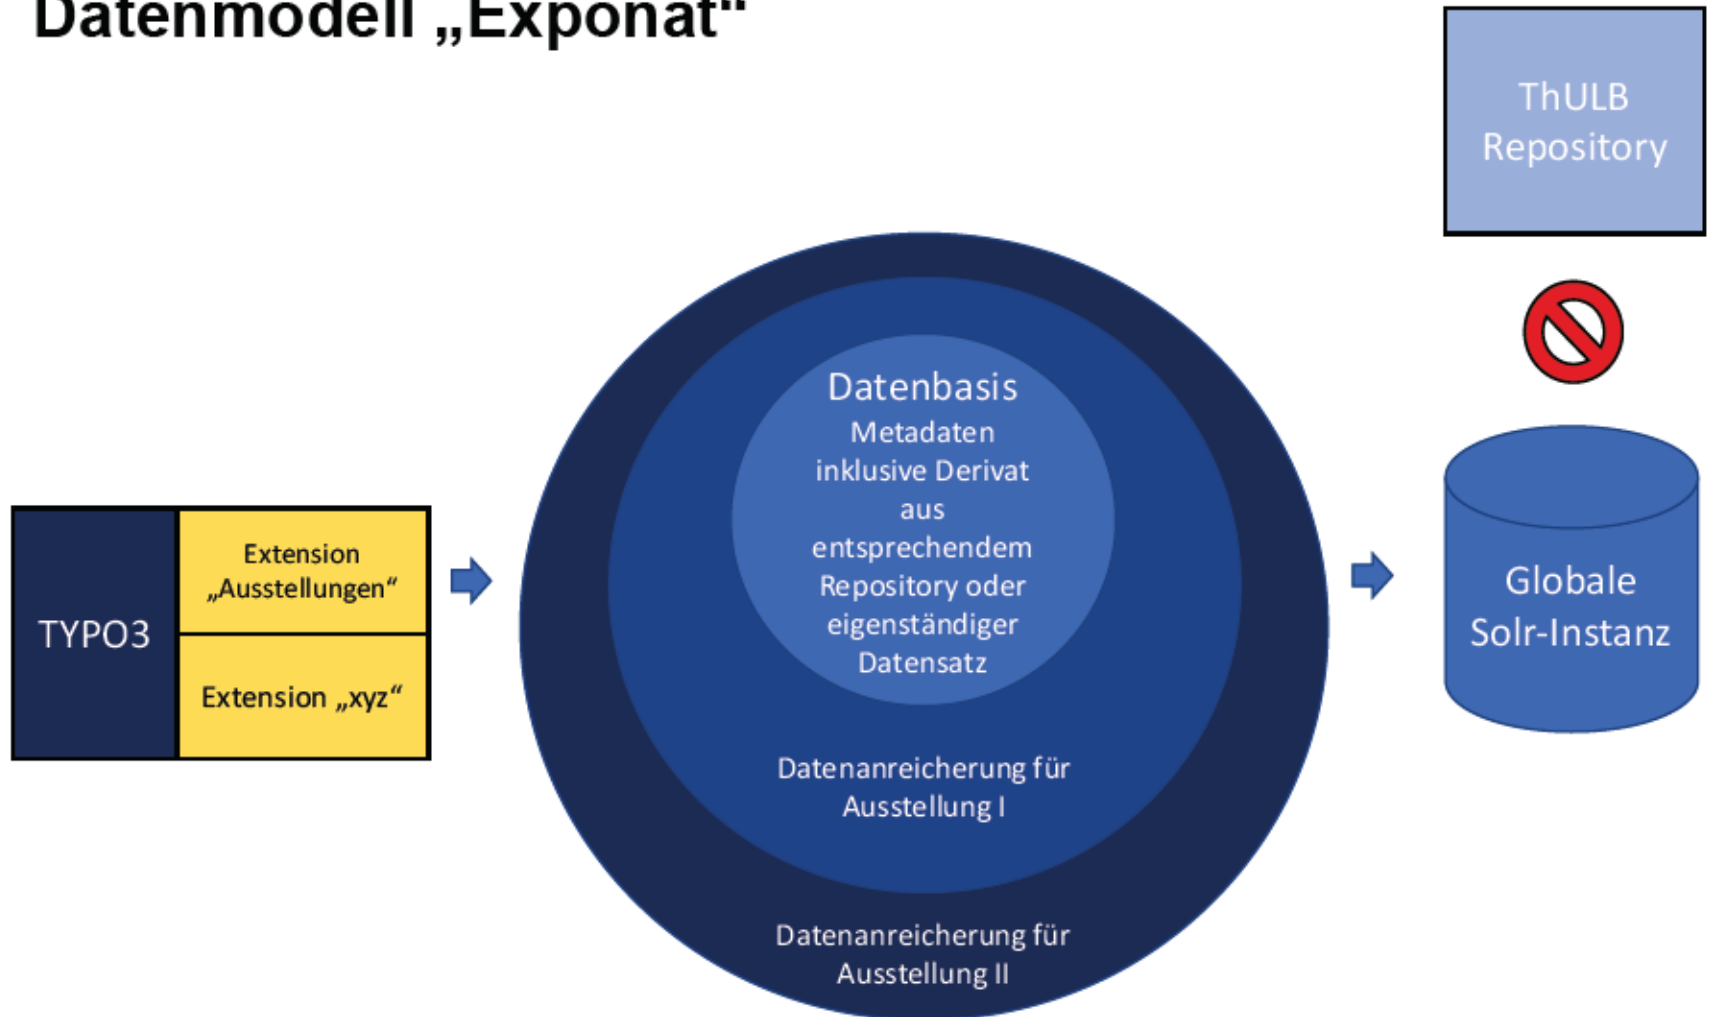 Datenmodell „Exponat“
ThULB
Repository
Datenbasis
Metadaten
inklusive Derivat
aus
entsprechendem
Repository oder
eigenständiger
Datensatz
Extension
„Ausstellungen“
TYPO3
Extension „xyz“
Globale
Solr-Instanz
Datenanreicherung für
Ausstellung I
Datenanreicherung für
Ausstellung II